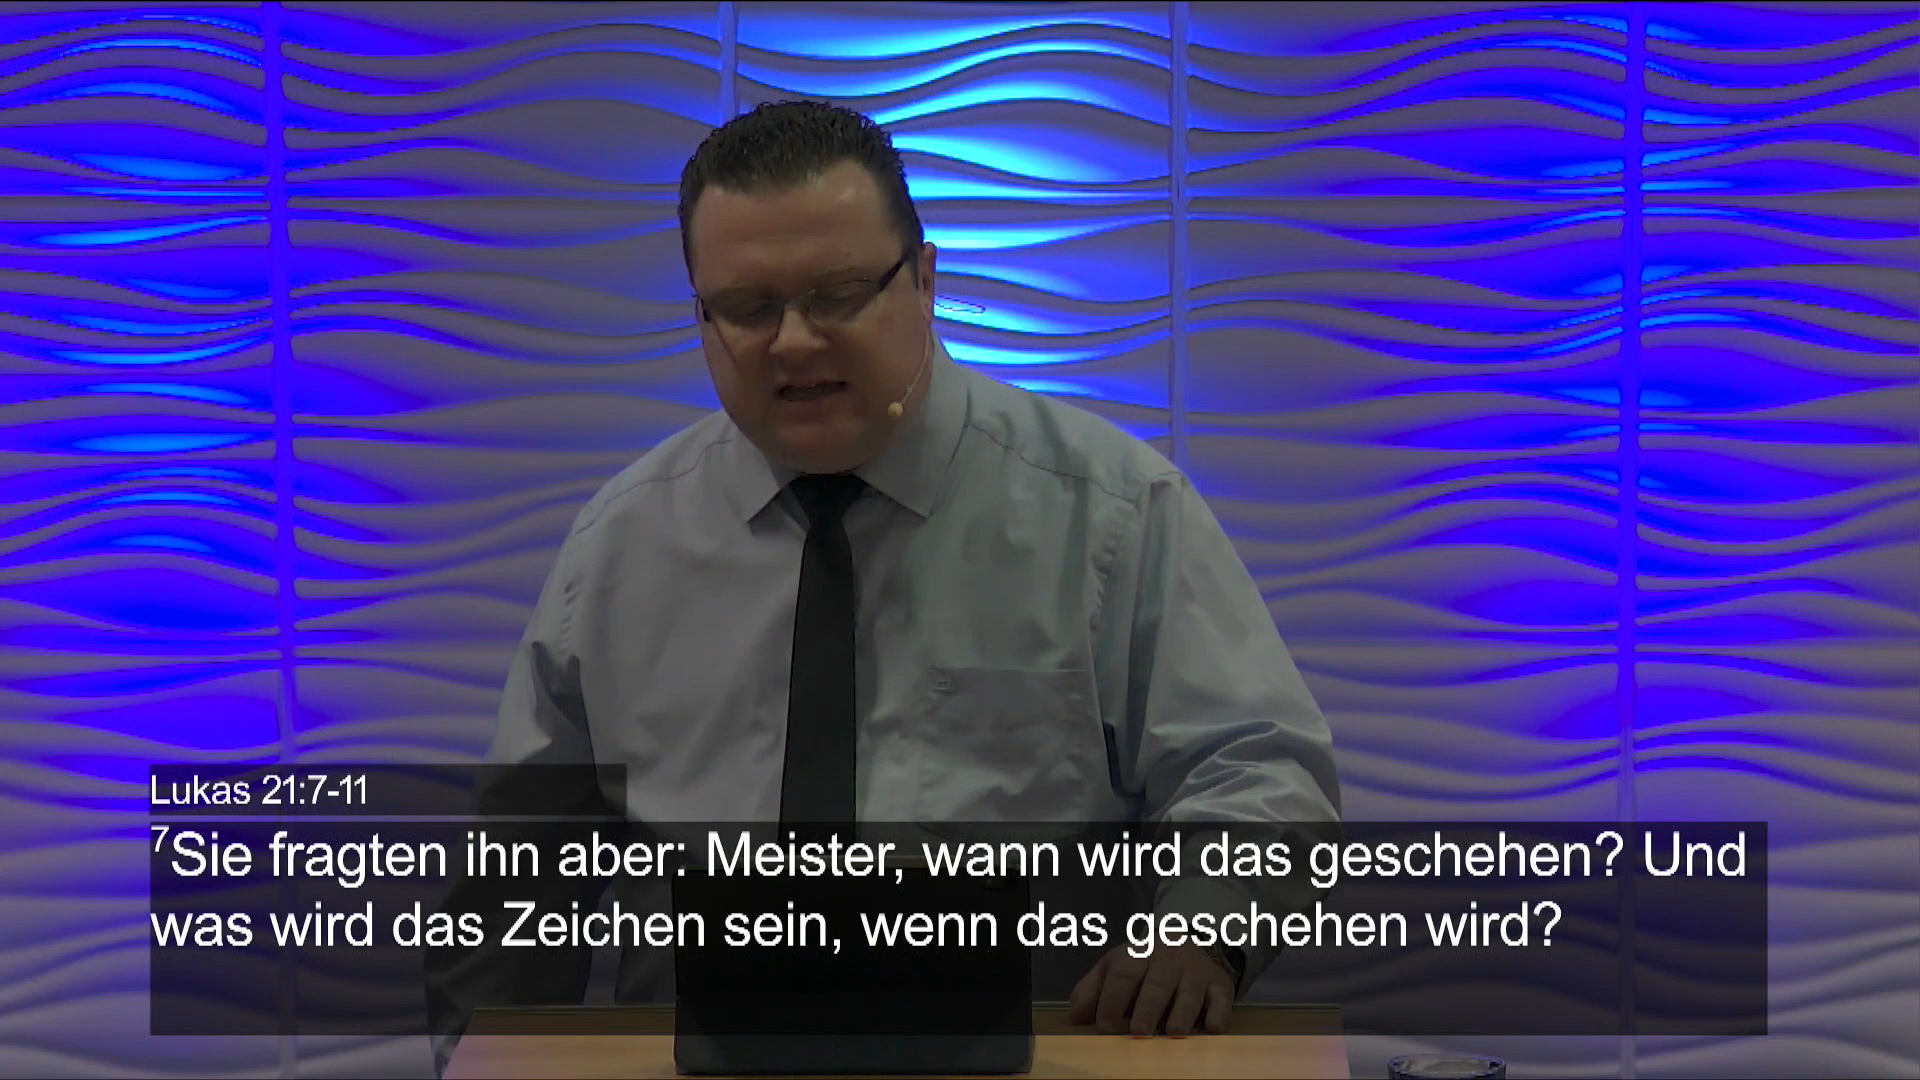 Lukas 21:7-11
⁷Sie fragten ihn aber: Meister, wann wird das geschehen? Und
was wird das Zeichen sein, wenn das geschehen wird?